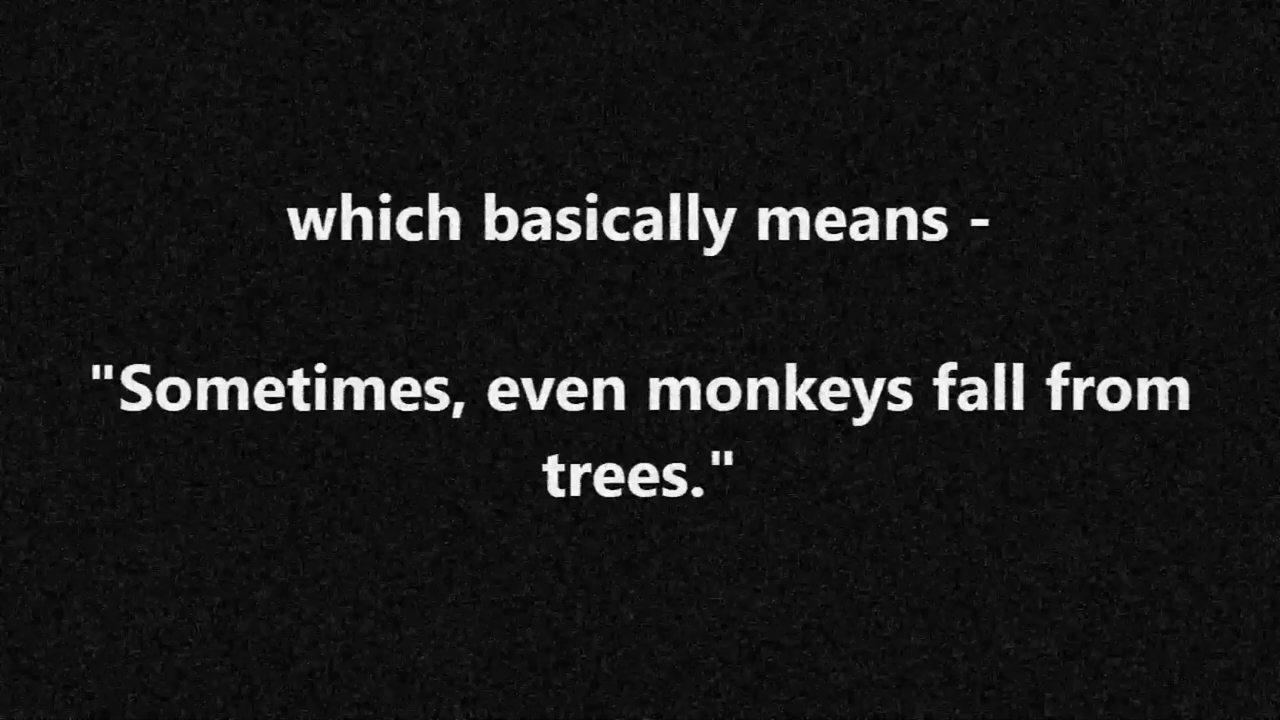 which basically means -
"Sometimes, even monkeys fall from
trees."